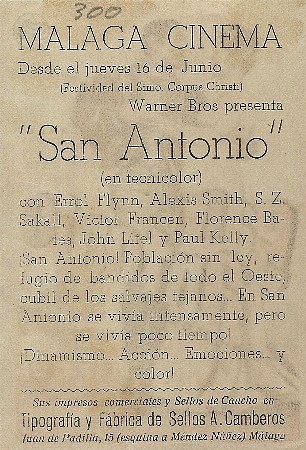 300
MALAGA CINEMA
Desde el jueves 16 de Junio
(Festividad del Stmo. Corpus Christi)
Warner Bros presenta
"San Antonio"
(en tecnicolor)
con Errol Flynn, Alexis Smith, S. Z.
Sakall, Victor Francen, Florence Ba-
tes, John Litel y Paul Kelly.
¡San Antonio! Población sin ley, re-
fugio de bandidos de todo el Oeste,
cubil de los salvajes tejanos... En San
Antonio se vivía intensamente, pero
se vivía poco tiempo!
¡Dinamismo... Acción... Emociones... y
color!
Sus impresos comerciales y Sellos de Caucho en
Tipografía y Fábrica de Sellos A. Camberos
Juan de Padilla, 15 (esquina a Méndez Núñez) Málaga